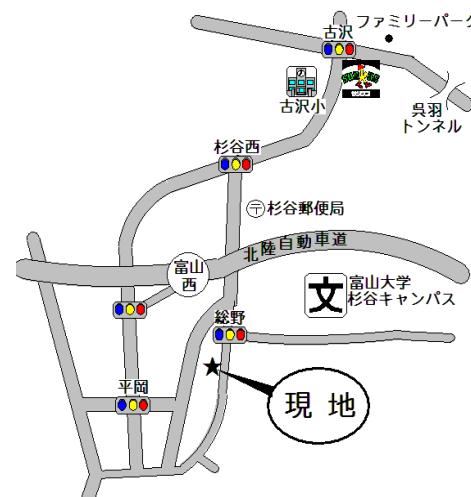 ファミリーパーク
古沢
古沢小
呉羽
トンネル
杉谷西
〒杉谷郵便局
北陸自動車道
富山
西
文
富山大学
杉谷キャンパス
総野
平岡
現地